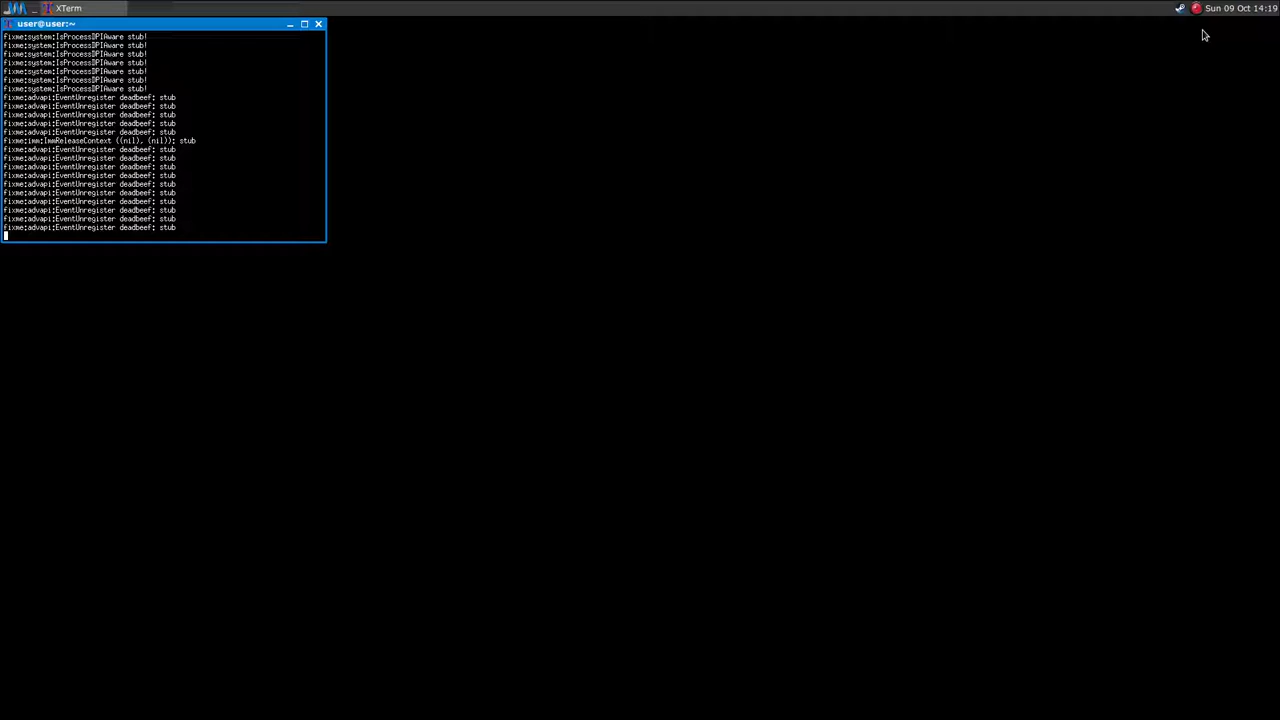 XTerm
Sun 09 Oct 14:19
user@user:~
fixme:system:IsProcessDPIAware stub!
fixme:system:IsProcessDPIAware stub!
fixme:system:IsProcessDPIAware stub!
fixme:system:IsProcessDPIAware stub!
fixme:system:IsProcessDPIAware stub!
fixme:system:IsProcessDPIAware stub!
fixme:system:IsProcessDPIAware stub!
fixme:advapi:EventUnregister deadbeef: stub
fixme:advapi:EventUnregister deadbeef: stub
fixme:advapi:EventUnregister deadbeef: stub
fixme:advapi:EventUnregister deadbeef: stub
fixme:advapi:EventUnregister deadbeef: stub
fixme:imm:ImmReleaseContext ((nil), (nil)): stub
fixme:advapi:EventUnregister deadbeef: stub
fixme:advapi:EventUnregister deadbeef: stub
fixme:advapi:EventUnregister deadbeef: stub
fixme:advapi:EventUnregister deadbeef: stub
fixme:advapi:EventUnregister deadbeef: stub
fixme:advapi:EventUnregister deadbeef: stub
fixme:advapi:EventUnregister deadbeef: stub
fixme:advapi:EventUnregister deadbeef: stub
fixme:advapi:EventUnregister deadbeef: stub
fixme:advapi:EventUnregister deadbeef: stub